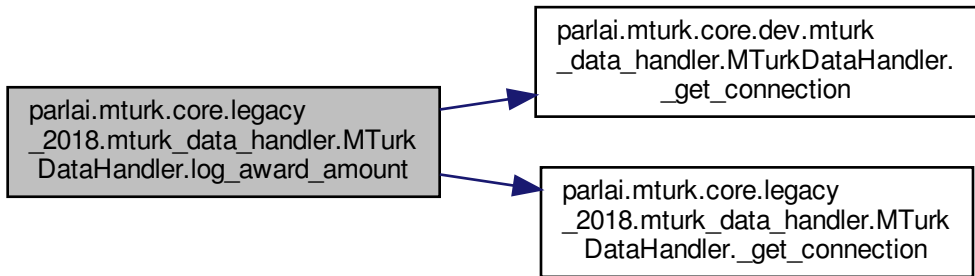 parlai.mturk.core.legacy
_2018.mturk_data_handler.MTurk
DataHandler.log_award_amount
parlai.mturk.core.dev.mturk
_data_handler.MTurkDataHandler.
_get_connection
parlai.mturk.core.legacy
_2018.mturk_data_handler.MTurk
DataHandler._get_connection